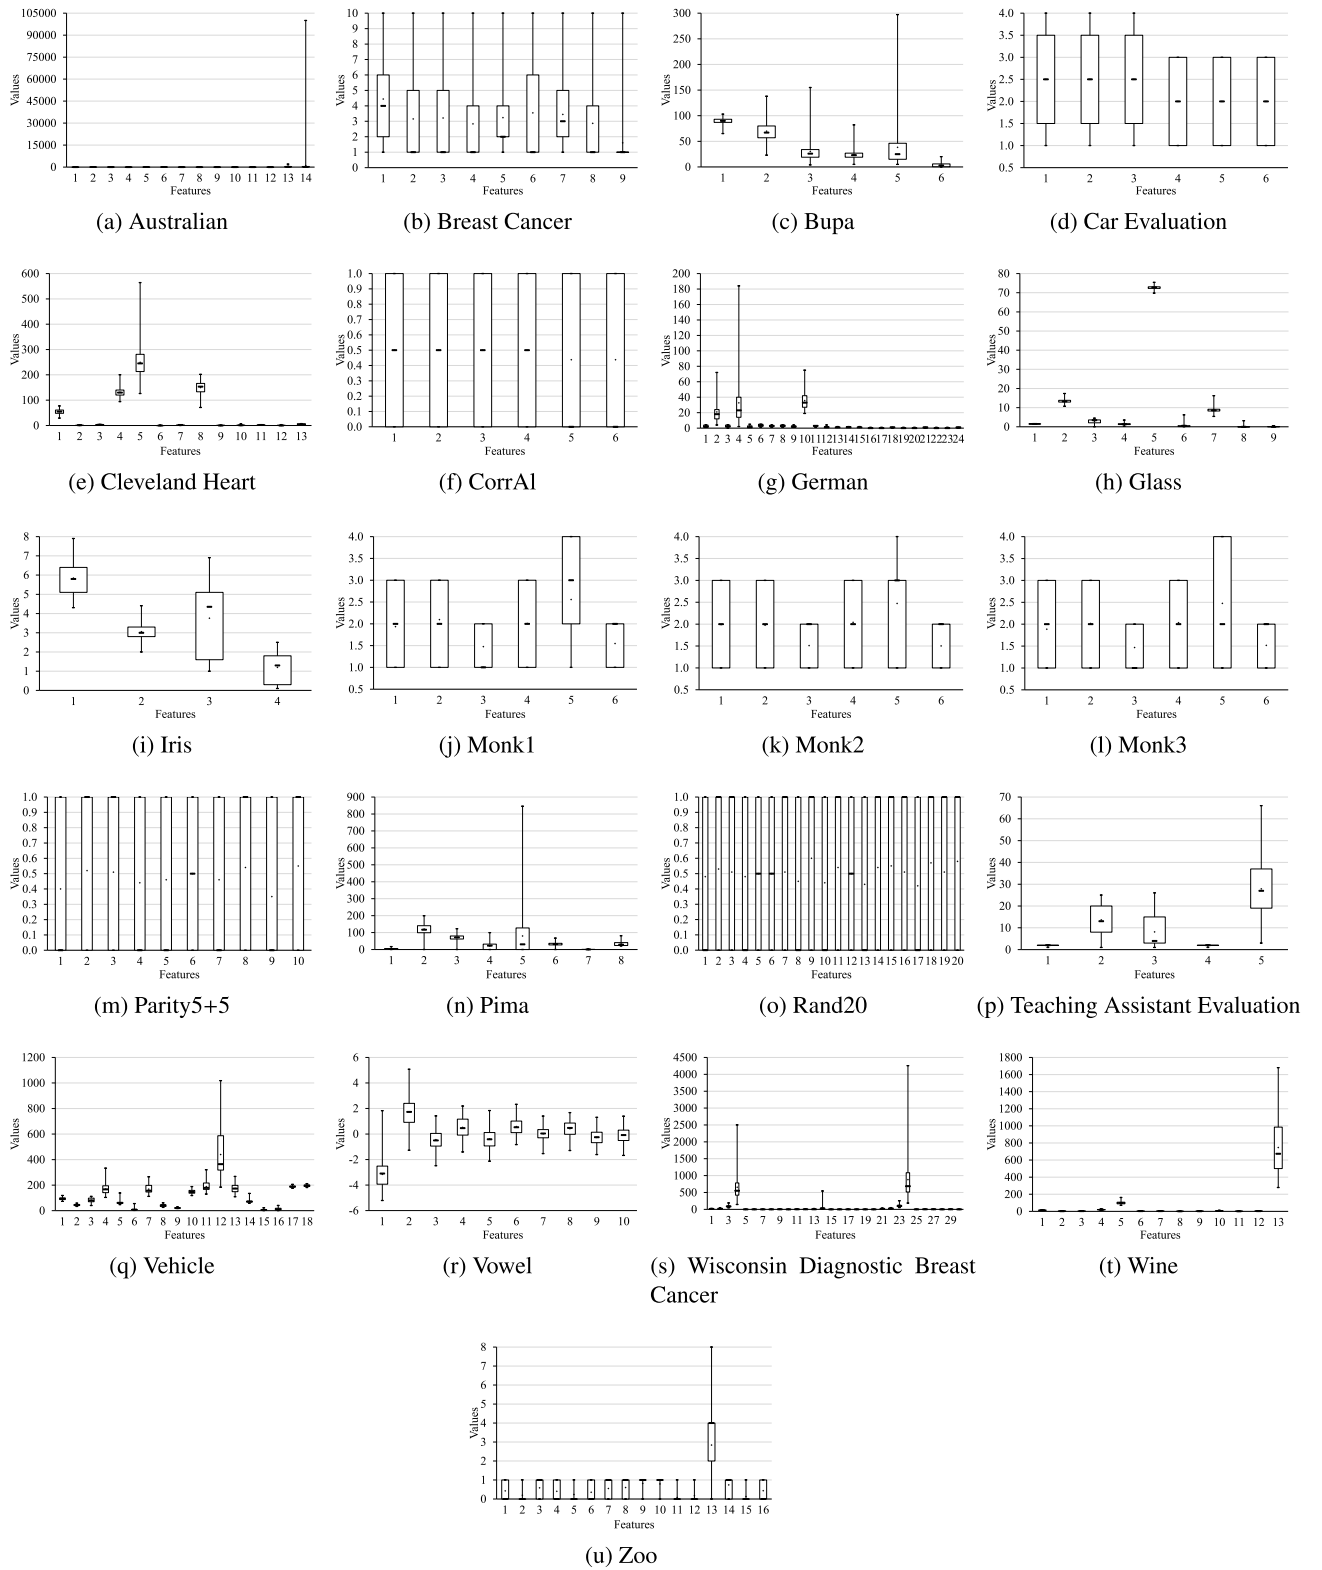 105000
90000
75000
60000
45000
30000
15000
0
Values
1 2 3 4 5 6 7 8 9 10 11 12 13 14
Features
(a) Australian
10
9
8
7
6
5
4
3
2
1
0
Values
1 2 3 4 5 6 7 8 9
Features
(b) Breast Cancer
300
250
200
150
100
50
0
Values
1 2 3 4 5 6
Features
(c) Bupa
4.0
3.5
3.0
2.5
2.0
1.5
1.0
0.5
Values
1 2 3 4 5 6
Features
(d) Car Evaluation
600
500
400
300
200
100
0
Values
1 2 3 4 5 6 7 8 9 10 11 12 13
Features
(e) Cleveland Heart
1.0
0.9
0.8
0.7
0.6
0.5
0.4
0.3
0.2
0.1
0.0
Values
1 2 3 4 5 6
Features
(f) CorrAl
200
180
160
140
120
100
80
60
40
20
0
Values
1 2 3 4 5 6 7 8 9 10 11 12 13 14 15 16 17 18 19 20 21 22 23 24
Features
(g) German
80
70
60
50
40
30
20
10
0
Values
1 2 3 4 5 6 7 8 9
Features
(h) Glass
8
7
6
5
4
3
2
1
0
Values
1 2 3 4
Features
(i) Iris
4.0
3.5
3.0
2.5
2.0
1.5
1.0
0.5
Values
1 2 3 4 5 6
Features
(j) Monk1
4.0
3.5
3.0
2.5
2.0
1.5
1.0
0.5
Values
1 2 3 4 5 6
Features
(k) Monk2
4.0
3.5
3.0
2.5
2.0
1.5
1.0
0.5
Values
1 2 3 4 5 6
Features
(l) Monk3
1.0
0.9
0.8
0.7
0.6
0.5
0.4
0.3
0.2
0.1
0.0
Values
1 2 3 4 5 6 7 8 9 10
Features
(m) Parity5+5
900
800
700
600
500
400
300
200
100
0
Values
1 2 3 4 5 6 7 8
Features
(n) Pima
1.0
0.9
0.8
0.7
0.6
0.5
0.4
0.3
0.2
0.1
0.0
Values
1 2 3 4 5 6 7 8 9 10 11 12 13 14 15 16 17 18 19 20
Features
(o) Rand20
70
60
50
40
30
20
10
0
Values
1 2 3 4 5
Features
(p) Teaching Assistant Evaluation
1200
1000
800
600
400
200
0
Values
1 2 3 4 5 6 7 8 9 10 11 12 13 14 15 16 17 18
Features
(q) Vehicle
6
4
2
0
-2
-4
-6
Values
1 2 3 4 5 6 7 8 9 10
Features
(r) Vowel
4500
4000
3500
3000
2500
2000
1500
1000
500
0
Values
1 3 5 7 9 11 13 15 17 19 21 23 25 27 29
Features
(s) Wisconsin Diagnostic Breast
Cancer
1800
1600
1400
1200
1000
800
600
400
200
0
Values
1 2 3 4 5 6 7 8 9 10 11 12 13
Features
(t) Wine
8
7
6
5
4
3
2
1
0
Values
1 2 3 4 5 6 7 8 9 10 11 12 13 14 15 16
Features
(u) Zoo